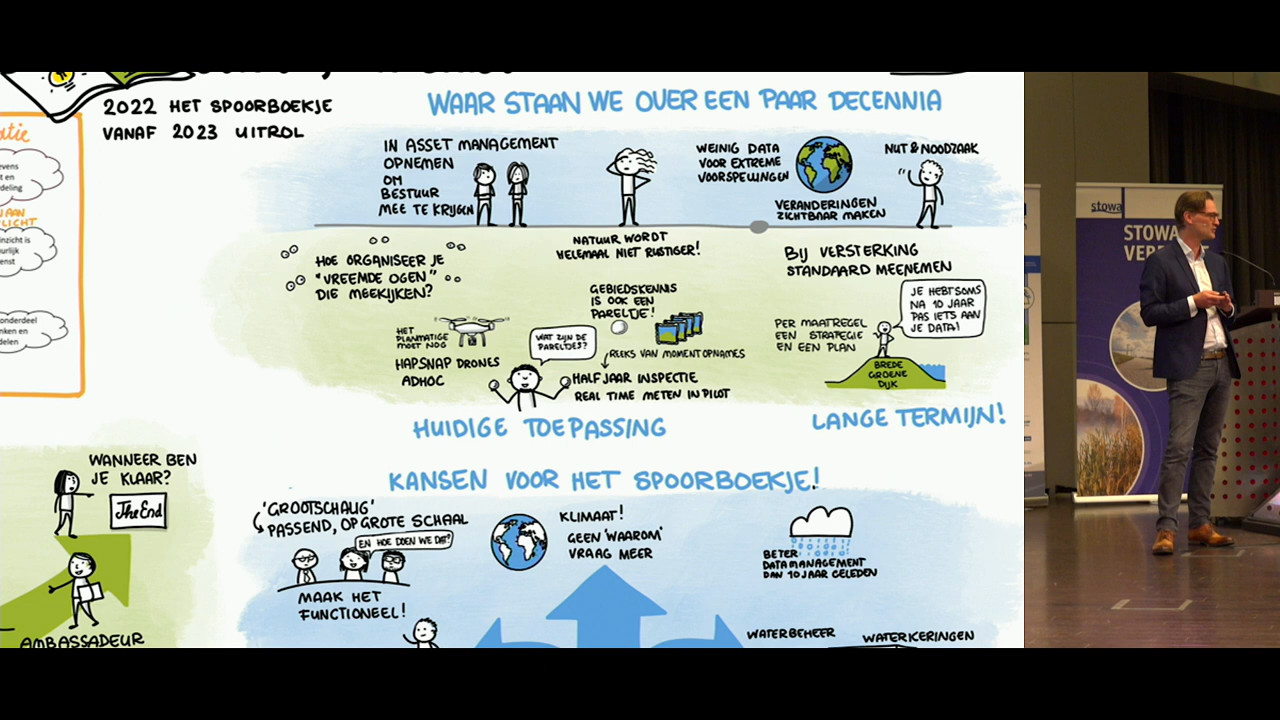 2022 HET SPOORBOEKJE
VANAF 2023 UITROL
WAAR STAAN WE OVER EEN PAAR DECENNIA
IN ASSET MANAGEMENT
OPNEMEN
OM
BESTUUR
MEE TE KRIJGEN
WEINIG DATA
VOOR EXTREME
VOORSPELLINGEN
VERANDERINGEN
ZICHTBAAR MAKEN
NUT & NOODZAAK
HOE ORGANISEER JE
"VREEMDE OGEN"
DIE MEEKIJKEN?
NATUUR WORDT
HELEMAAL NIET RUSTIGER!
BIJ VERSTERKING
STANDAARD MEENEMEN
GEBIEDSKENNIS
IS OOK EEN
PARELTJE!
JE HEBT SOMS
NA 10 JAAR
PAS IETS AAN
JE DATA!
HET
PLANMATIGE
MOET NOG
HAPSNAP DRONES
ADHOC
WAT ZIJN DE
PARELTJES?
REEKS VAN MOMENTOPNAMES
HALFJAAR INSPECTIE
REAL TIME METEN IN PILOT
PER MAATREGEL
EEN STRATEGIE
EN EEN PLAN
BREDE
GROENE
DIJK
HUIDIGE TOEPASSING
LANGE TERMIJN!
KANSEN VOOR HET SPOORBOEKJE!
WANNEER BEN
JE KLAAR?
The End
AMBASSADEUR
'GROOTSCHALIG'
PASSEND, OP GROTE SCHAAL
EN HOE DOEN WE DAT?
MAAK HET
FUNCTIONEEL!
KLIMAAT!
GEEN 'WAAROM'
VRAAG MEER
BETER
DATAMANAGEMENT
DAN 10 JAAR GELEDEN
WATERBEHEER
WATERKERINGEN
stowa
STOWA